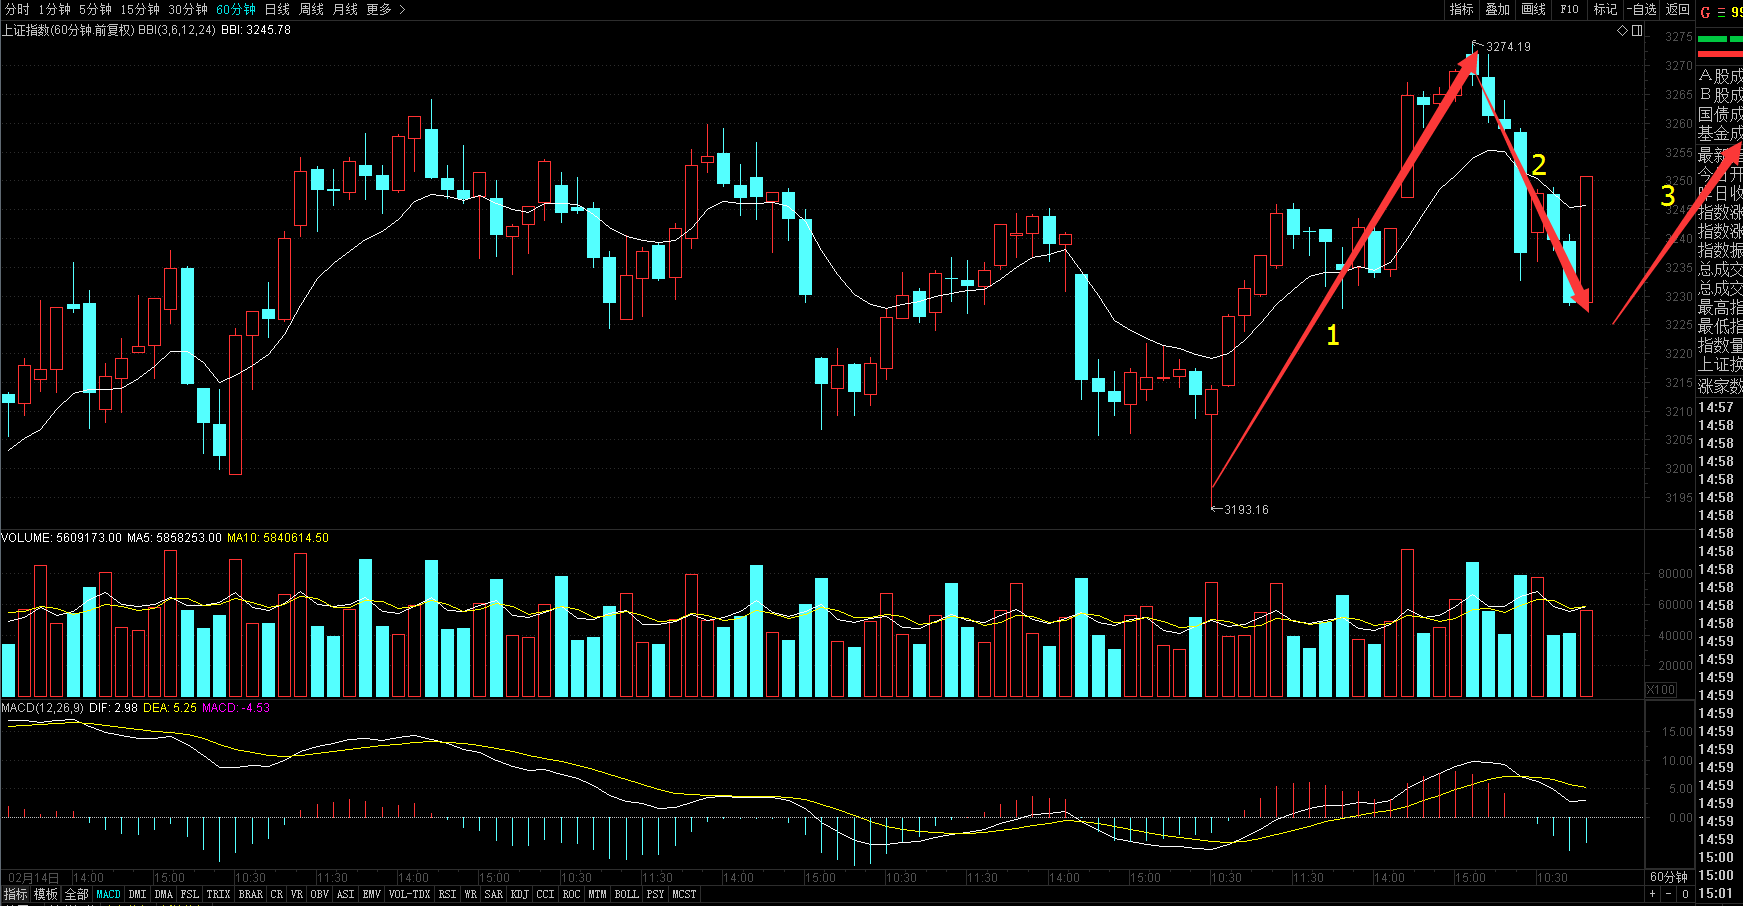 分时 1分钟 5分钟 15分钟 30分钟 60分钟 日线 周线 月线 更多 >
指标 叠加 画线 F10 标记 -自选 返回
上证指数(60分钟.前复权) BBI(3,6,12,24) BBI: 3245.78
3274.19
3193.16
1
2
3
3275
3270
3265
3260
3255
3250
3245
3240
3235
3230
3225
3220
3215
3210
3205
3200
3195
VOLUME: 5609173.00 MA5: 5858253.00 MA10: 5840614.50
80000
60000
40000
20000
X100
MACD(12,26,9) DIF: 2.98 DEA: 5.25 MACD: -4.53
15.00
10.00
5.00
0.00
02月14日 14:00 15:00 10:30 11:30 14:00 15:00 10:30 11:30 14:00 15:00 10:30 11:30 14:00 15:00 10:30 11:30 14:00 15:00 10:30
60分钟
指标 模板 全部 MACD DMI DMA FSL TRIX BRAR CR VR OBV ASI EMV VOL-TDX RSI WR SAR KDJ CCI ROC MTM BOLL PSY MCST
+ - 0
G 99
A股成
B股成
国债成
基金成
最新
今日开
昨日收
指数涨
指数涨
指数振
总成交
总成交
最高指
最低指
指数量
上证换
涨家数
14:57
14:58
14:58
14:58
14:58
14:58
14:58
14:58
14:58
14:58
14:58
14:58
14:58
14:59
14:59
14:59
14:59
14:59
14:59
14:59
14:59
14:59
14:59
14:59
14:59
15:00
15:00
15:01